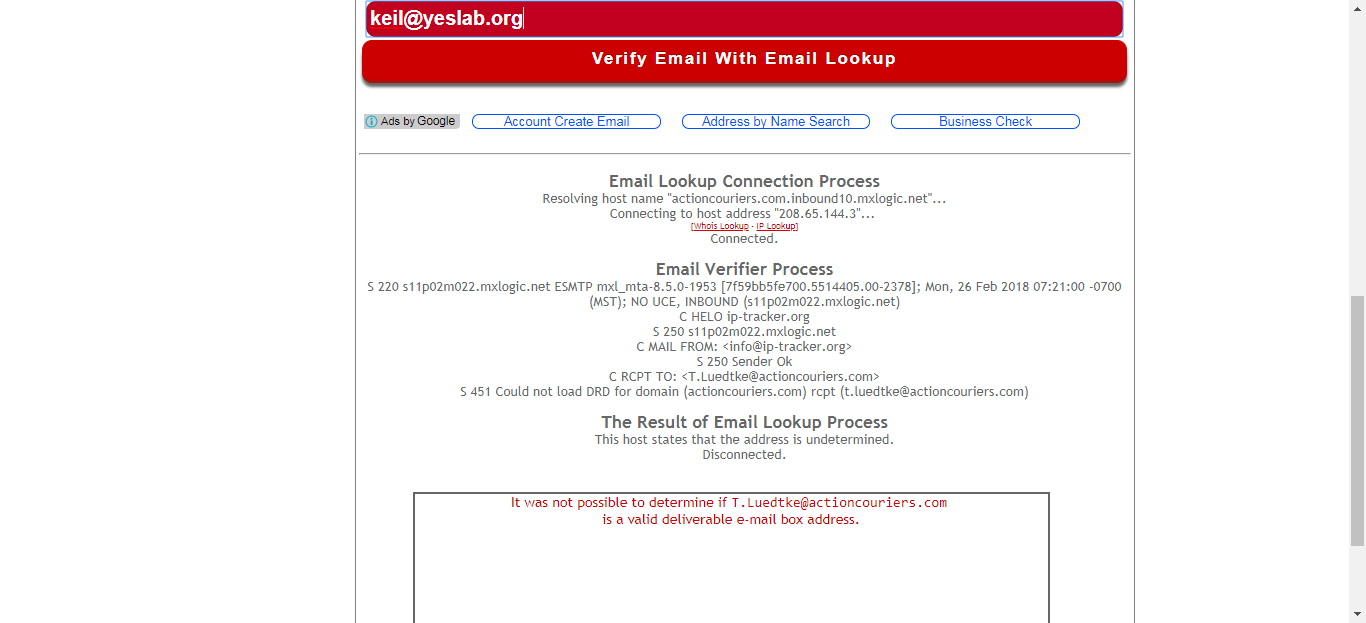 keil@yeslab.org
Verify Email With Email Lookup
Ads by Google Account Create Email Address by Name Search Business Check
Email Lookup Connection Process
Resolving host name "actioncouriers.com.inbound10.mxlogic.net"...
Connecting to host address "208.65.144.3"...
[Whois Lookup - IP Lookup]
Connected.
Email Verifier Process
S 220 s11p02m022.mxlogic.net ESMTP mxl_mta-8.5.0-1953 [7f59bb5fe700.5514405.00-2378]; Mon, 26 Feb 2018 07:21:00 -0700
(MST); NO UCE, INBOUND (s11p02m022.mxlogic.net)
C HELO ip-tracker.org
S 250 s11p02m022.mxlogic.net
C MAIL FROM: <info@ip-tracker.org>
S 250 Sender Ok
C RCPT TO: <T.Luedtke@actioncouriers.com>
S 451 Could not load DRD for domain (actioncouriers.com) rcpt (t.luedtke@actioncouriers.com)
The Result of Email Lookup Process
This host states that the address is undetermined.
Disconnected.
It was not possible to determine if T.Luedtke@actioncouriers.com
is a valid deliverable e-mail box address.